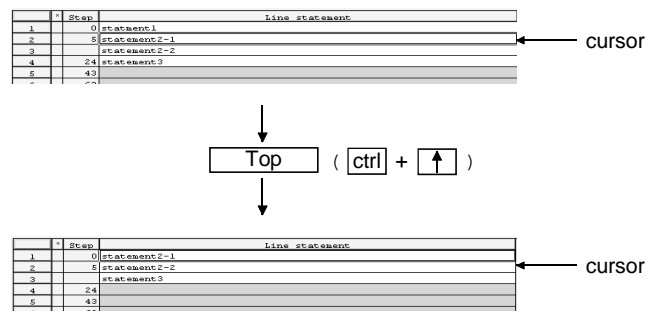 * Step Line statement
1 0 statment1
2 5 statement2-1
cursor
3 statement2-2
4 24 statement3
5 43
Top ( ctrl + ↑ )
* Step Line statement
1 0 statement2-1
2 5 statement2-2
cursor
3 statement3
4 24
5 43